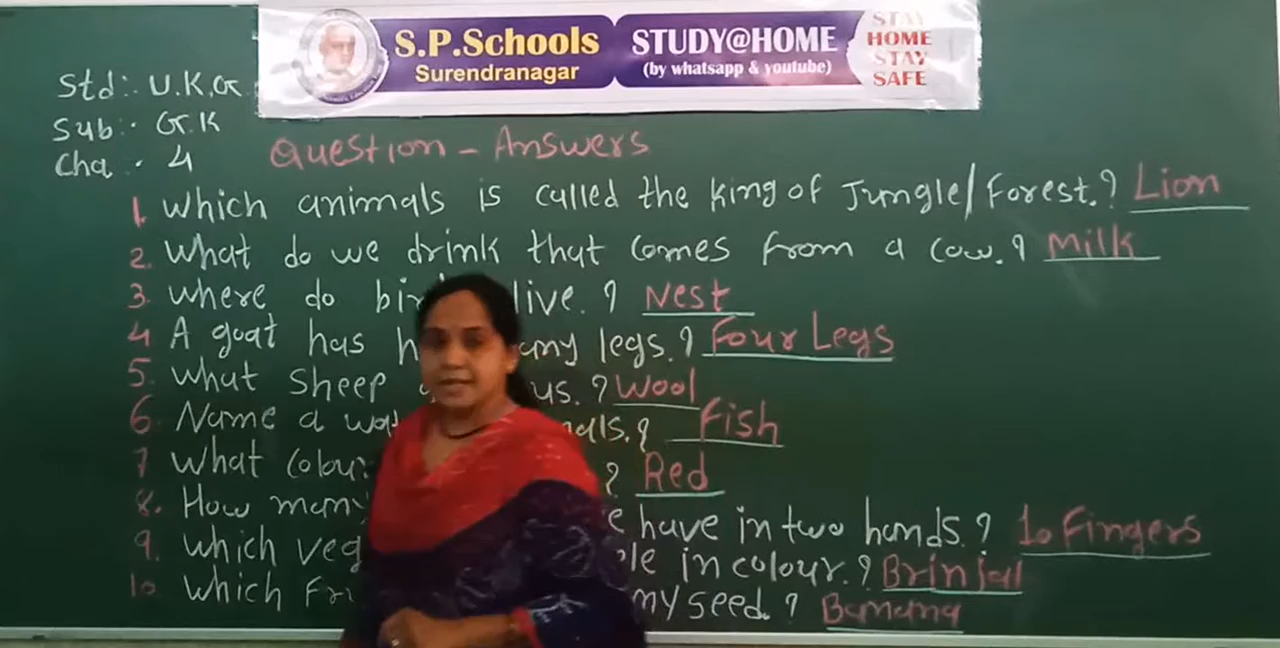 S.P.Schools
Surendranagar
STUDY@HOME
(by whatsapp & youtube)
STAY
HOME
STAY
SAFE
Std:- U.K.G.
Sub:- G.K
Cha:- 4
Question - Answers
1. Which animals is called the king of Jungle/Forest.? Lion
2. What do we drink that comes from a cow.? Milk
3. Where do live.? Nest
4. A goat has legs.? Four Legs
5. What Sheep us.? Wool
6. Name a Fish
7. What ? Red
8. How many have in two hands.? 10 Fingers
9. Which in colour.? Brinjal
10. Which seed.? Banana